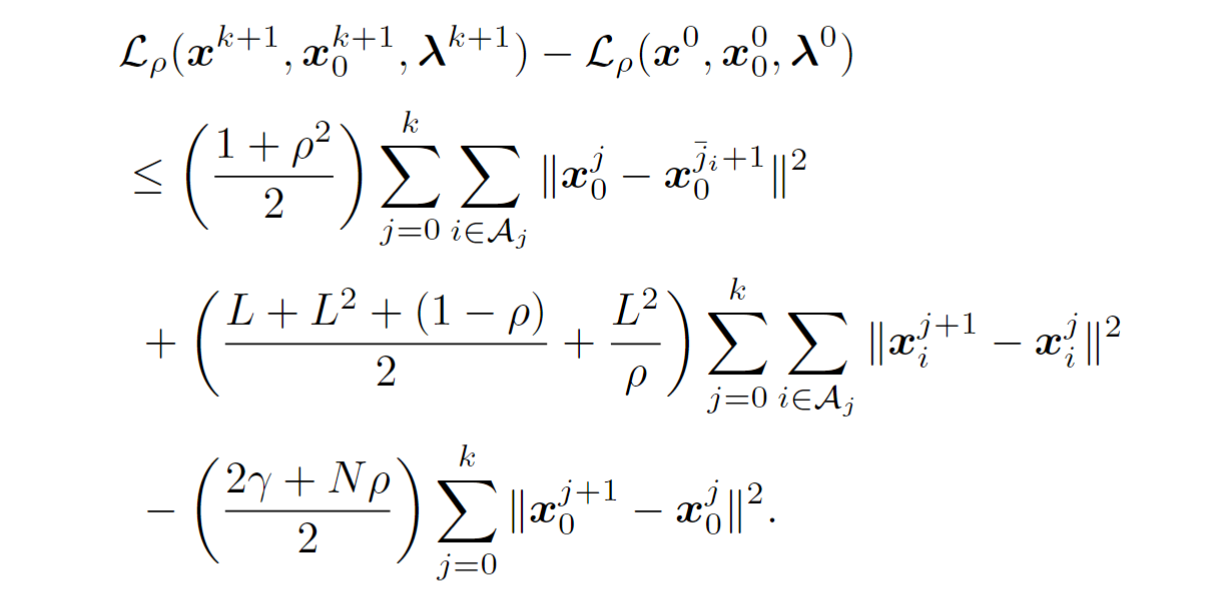 $\mathcal{L}_\rho(\boldsymbol{x}^{k+1}, \boldsymbol{x}_0^{k+1}, \boldsymbol{\lambda}^{k+1}) - \mathcal{L}_\rho(\boldsymbol{x}^0, \boldsymbol{x}_0^0, \boldsymbol{\lambda}^0)$
$\leq \left(\frac{1+\rho^2}{2}\right) \sum_{j=0}^{k} \sum_{i \in \mathcal{A}_j} \|\boldsymbol{x}_0^j - \boldsymbol{x}_0^{\bar{j}_i+1}\|^2$
$+ \left(\frac{L + L^2 + (1-\rho)}{2} + \frac{L^2}{\rho}\right) \sum_{j=0}^{k} \sum_{i \in \mathcal{A}_j} \|\boldsymbol{x}_i^{j+1} - \boldsymbol{x}_i^j\|^2$
$- \left(\frac{2\gamma + N\rho}{2}\right) \sum_{j=0}^{k} \|\boldsymbol{x}_0^{j+1} - \boldsymbol{x}_0^j\|^2.$